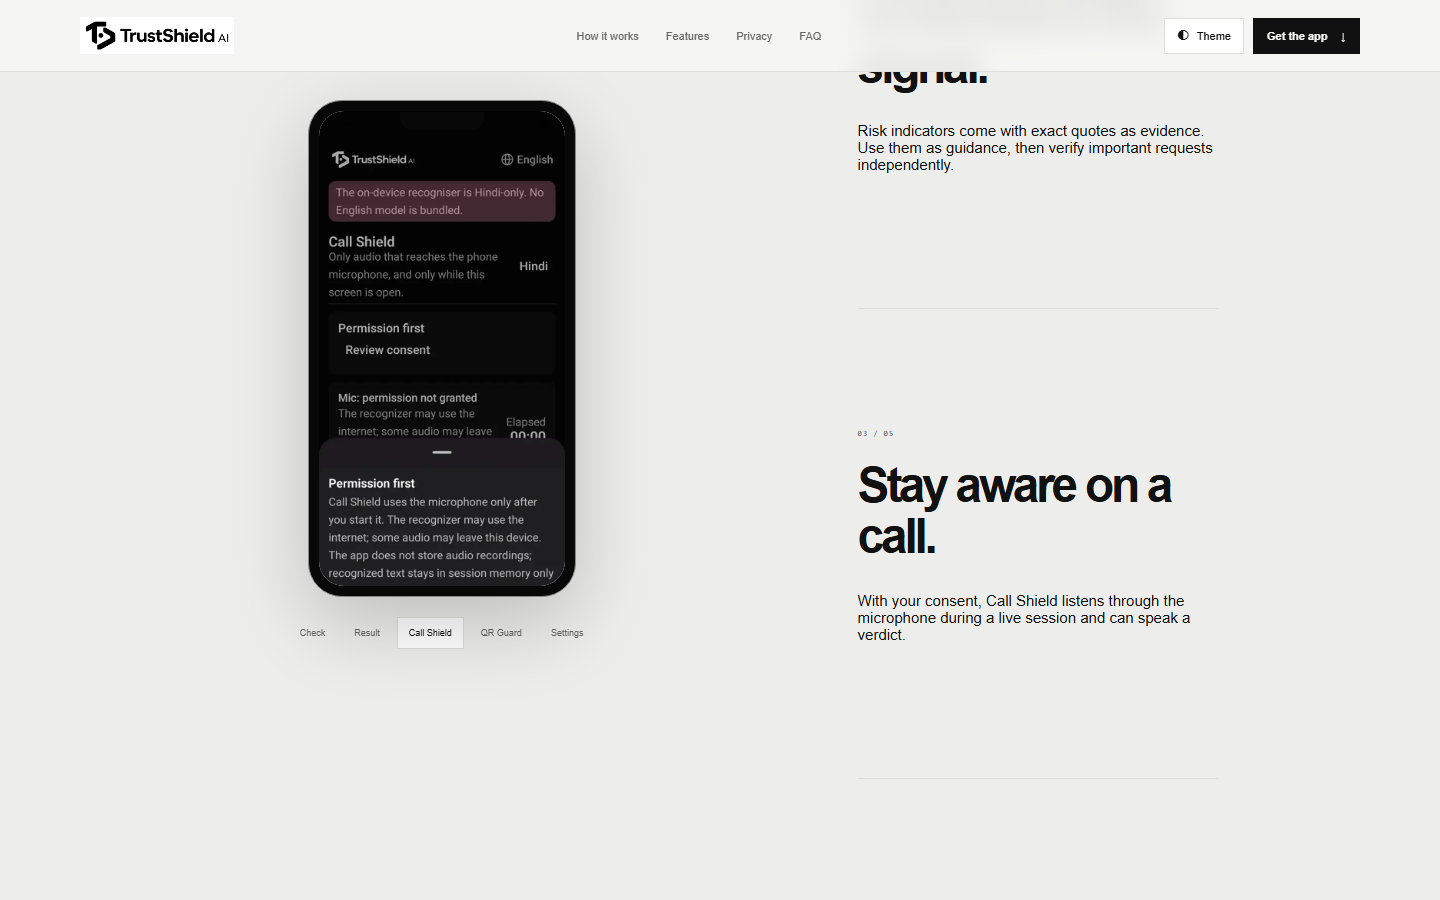 TrustShield AI
How it works
Features
Privacy
FAQ
Theme
Get the app ↓
signal.
Risk indicators come with exact quotes as evidence.
Use them as guidance, then verify important requests
independently.
TrustShield AI
English
The on-device recogniser is Hindi-only. No
English model is bundled.
Call Shield
Only audio that reaches the phone
microphone, and only while this
screen is open.
Hindi
Permission first
Review consent
Mic: permission not granted
The recognizer may use the
internet; some audio may leave
Elapsed
00:00
Permission first
Call Shield uses the microphone only after
you start it. The recognizer may use the
internet; some audio may leave this device.
The app does not store audio recordings;
recognized text stays in session memory only
Check
Result
Call Shield
QR Guard
Settings
03 / 05
Stay aware on a
call.
With your consent, Call Shield listens through the
microphone during a live session and can speak a
verdict.